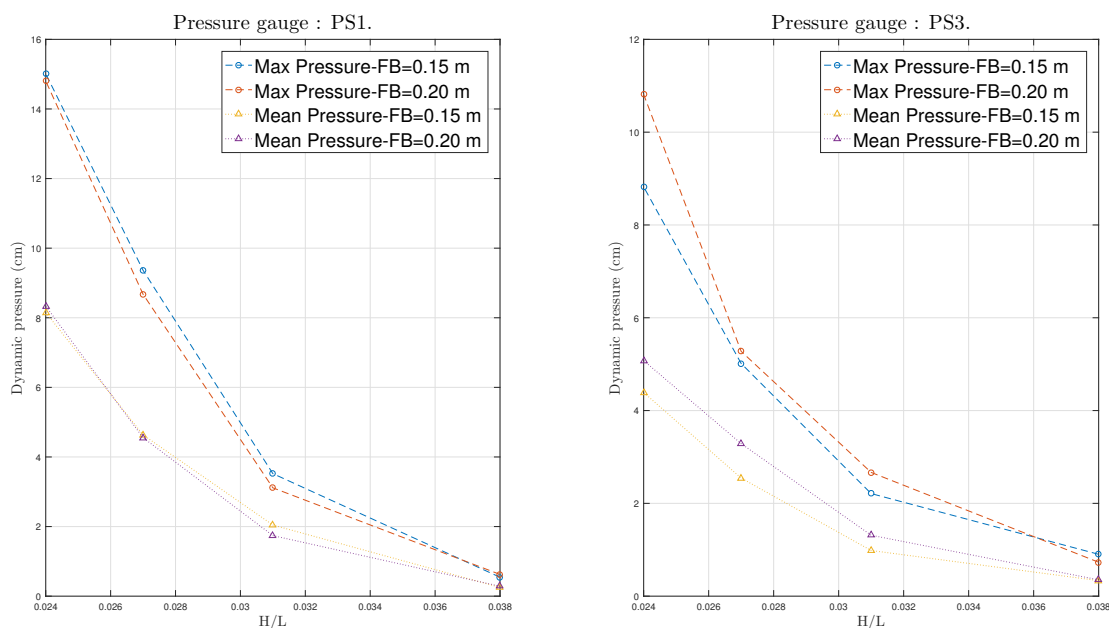 Pressure gauge : PS1.
16
14
12
10
8
6
4
2
0
Dynamic pressure (cm)
Max Pressure-FB=0.15 m
Max Pressure-FB=0.20 m
Mean Pressure-FB=0.15 m
Mean Pressure-FB=0.20 m
0.024 0.026 0.028 0.03 0.032 0.034 0.036 0.038
H/L
Pressure gauge : PS3.
12
10
8
6
4
2
0
Dynamic pressure (cm)
Max Pressure-FB=0.15 m
Max Pressure-FB=0.20 m
Mean Pressure-FB=0.15 m
Mean Pressure-FB=0.20 m
0.024 0.026 0.028 0.03 0.032 0.034 0.036 0.038
H/L